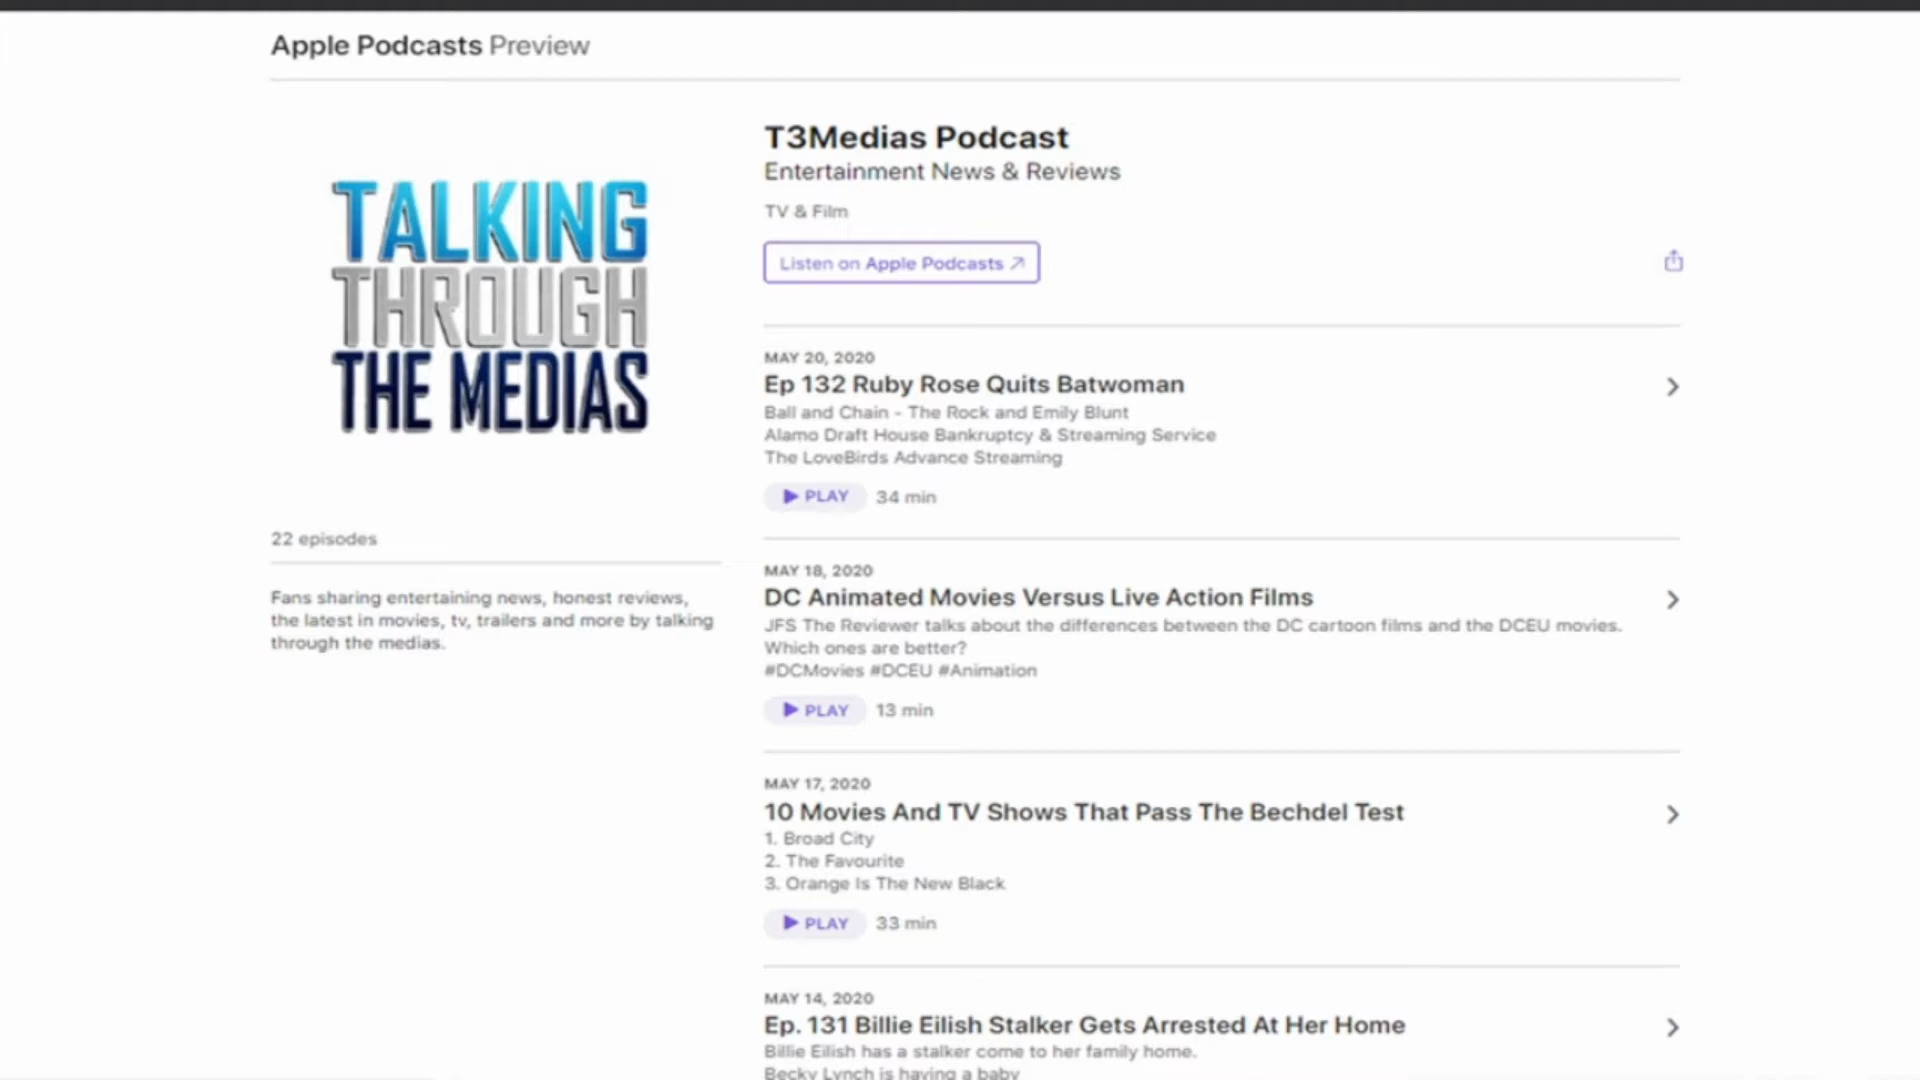 Apple Podcasts Preview
TALKING
THROUGH
THE MEDIAS
22 episodes
Fans sharing entertaining news, honest reviews,
the latest in movies, tv, trailers and more by talking
through the medias.
T3Medias Podcast
Entertainment News & Reviews
TV & Film
Listen on Apple Podcasts ↗
MAY 20, 2020
Ep 132 Ruby Rose Quits Batwoman
Ball and Chain - The Rock and Emily Blunt
Alamo Draft House Bankruptcy & Streaming Service
The LoveBirds Advance Streaming
PLAY 34 min
MAY 18, 2020
DC Animated Movies Versus Live Action Films
JFS The Reviewer talks about the differences between the DC cartoon films and the DCEU movies.
Which ones are better?
#DCMovies #DCEU #Animation
PLAY 13 min
MAY 17, 2020
10 Movies And TV Shows That Pass The Bechdel Test
1. Broad City
2. The Favourite
3. Orange Is The New Black
PLAY 33 min
MAY 14, 2020
Ep. 131 Billie Eilish Stalker Gets Arrested At Her Home
Billie Eilish has a stalker come to her family home.
Becky Lynch is having a baby